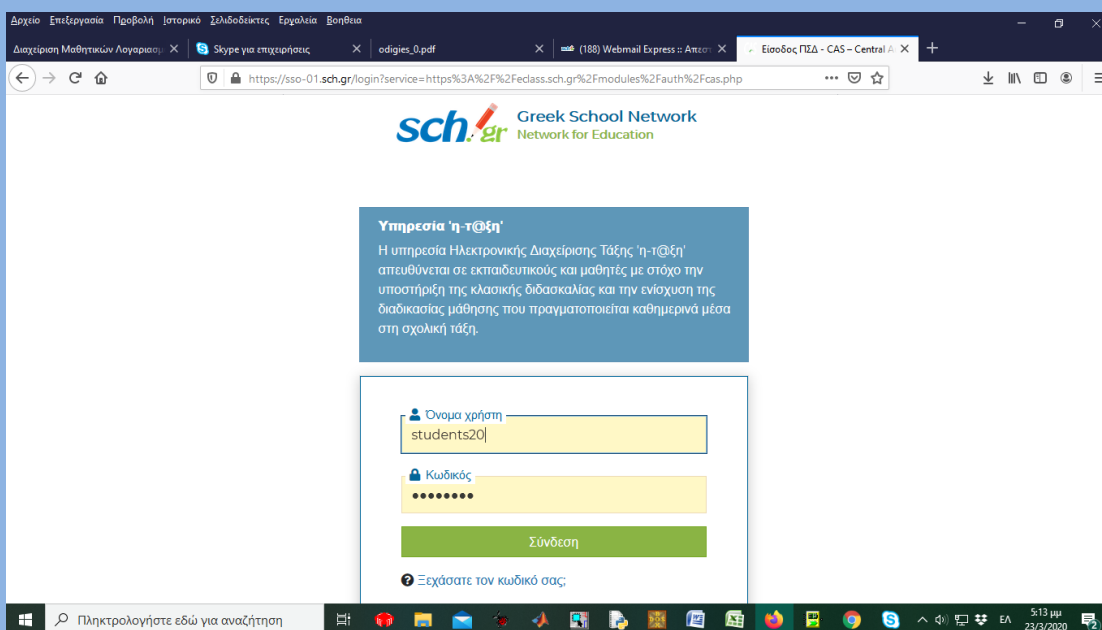 Αρχείο Επεξεργασία Προβολή Ιστορικό Σελιδοδείκτες Εργαλεία Βοήθεια
Διαχείριση Μαθητικών Λογαριασμ
Skype για επιχειρήσεις
odigies_0.pdf
(188) Webmail Express :: Απεστ
Είσοδος ΠΣΔ - CAS – Central A
https://sso-01.sch.gr/login?service=https%3A%2F%2Feclass.sch.gr%2Fmodules%2Fauth%2Fcas.php
sch.gr
Greek School Network
Network for Education
Υπηρεσία 'η-τ@ξη'
Η υπηρεσία Ηλεκτρονικής Διαχείρισης Τάξης 'η-τ@ξη'
απευθύνεται σε εκπαιδευτικούς και μαθητές με στόχο την
υποστήριξη της κλασικής διδασκαλίας και την ενίσχυση της
διαδικασίας μάθησης που πραγματοποιείται καθημερινά μέσα
στη σχολική τάξη.
Όνομα χρήστη
students20
Κωδικός
••••••••
Σύνδεση
Ξεχάσατε τον κωδικό σας;
Πληκτρολογήστε εδώ για αναζήτηση
ΕΛ
5:13 μμ
23/3/2020